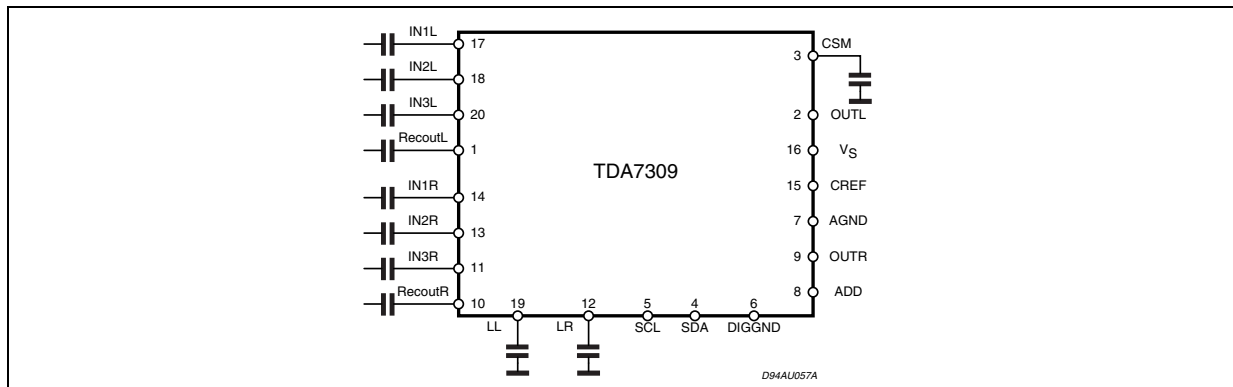 IN1L
17
IN2L
18
IN3L
20
RecoutL
1
IN1R
14
IN2R
13
IN3R
11
RecoutR
10
TDA7309
3 CSM
2 OUTL
16 VS
15 CREF
7 AGND
9 OUTR
8 ADD
19 12 5 4 6
LL LR SCL SDA DIGGND
D94AU057A